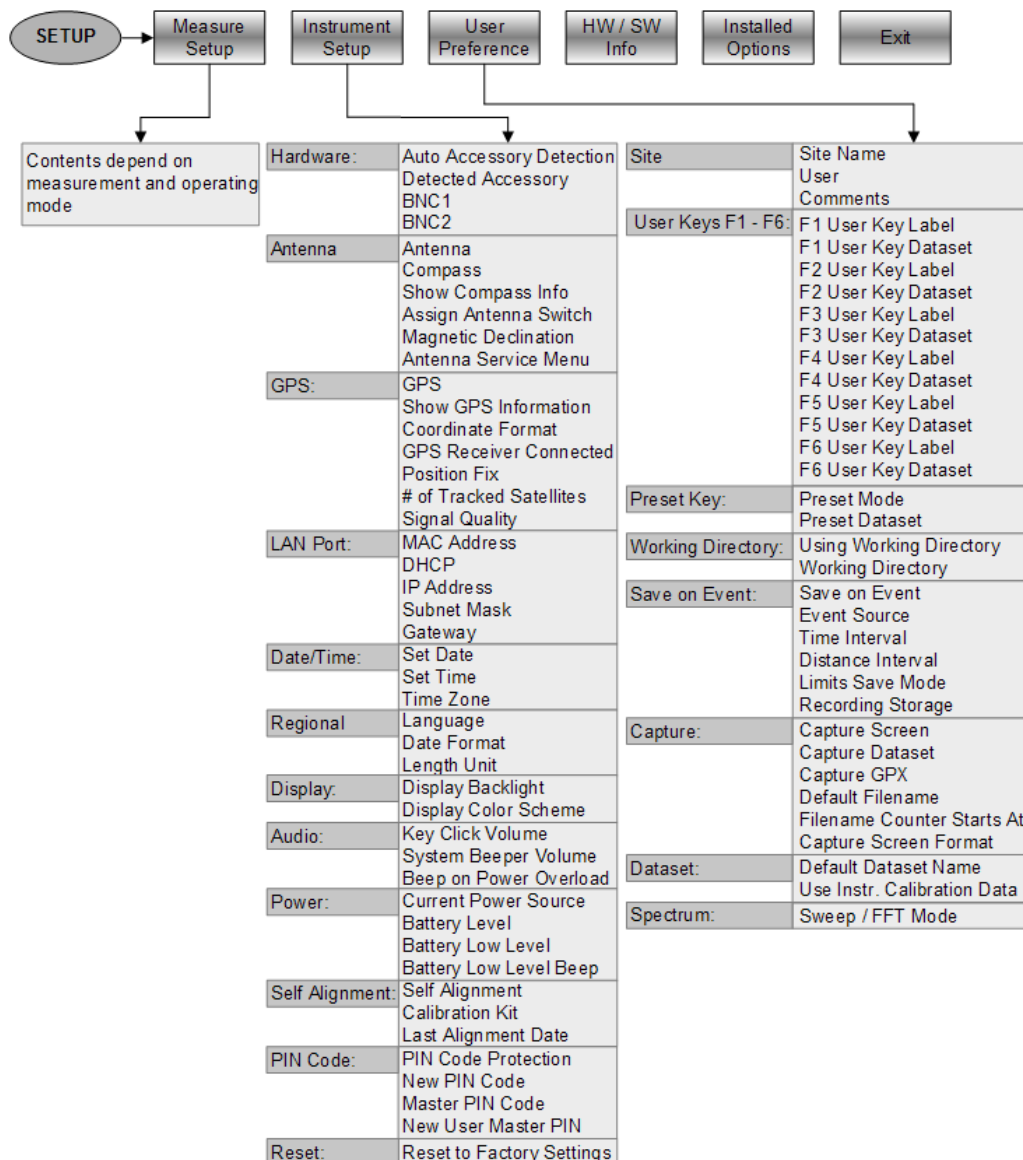 SETUP
Measure
Setup
Instrument
Setup
User
Preference
HW / SW
Info
Installed
Options
Exit
Contents depend on
measurement and operating
mode
Hardware:
Auto Accessory Detection
Detected Accessory
BNC1
BNC2
Antenna
Antenna
Compass
Show Compass Info
Assign Antenna Switch
Magnetic Declination
Antenna Service Menu
GPS:
GPS
Show GPS Information
Coordinate Format
GPS Receiver Connected
Position Fix
# of Tracked Satellites
Signal Quality
LAN Port:
MAC Address
DHCP
IP Address
Subnet Mask
Gateway
Date/Time:
Set Date
Set Time
Time Zone
Regional
Language
Date Format
Length Unit
Display:
Display Backlight
Display Color Scheme
Audio:
Key Click Volume
System Beeper Volume
Beep on Power Overload
Power:
Current Power Source
Battery Level
Battery Low Level
Battery Low Level Beep
Self Alignment:
Self Alignment
Calibration Kit
Last Alignment Date
PIN Code:
PIN Code Protection
New PIN Code
Master PIN Code
New User Master PIN
Reset:
Reset to Factory Settings
Site
Site Name
User
Comments
User Keys F1 - F6:
F1 User Key Label
F1 User Key Dataset
F2 User Key Label
F2 User Key Dataset
F3 User Key Label
F3 User Key Dataset
F4 User Key Label
F4 User Key Dataset
F5 User Key Label
F5 User Key Dataset
F6 User Key Label
F6 User Key Dataset
Preset Key:
Preset Mode
Preset Dataset
Working Directory:
Using Working Directory
Working Directory
Save on Event:
Save on Event
Event Source
Time Interval
Distance Interval
Limits Save Mode
Recording Storage
Capture:
Capture Screen
Capture Dataset
Capture GPX
Default Filename
Filename Counter Starts At
Capture Screen Format
Dataset:
Default Dataset Name
Use Instr. Calibration Data
Spectrum:
Sweep / FFT Mode